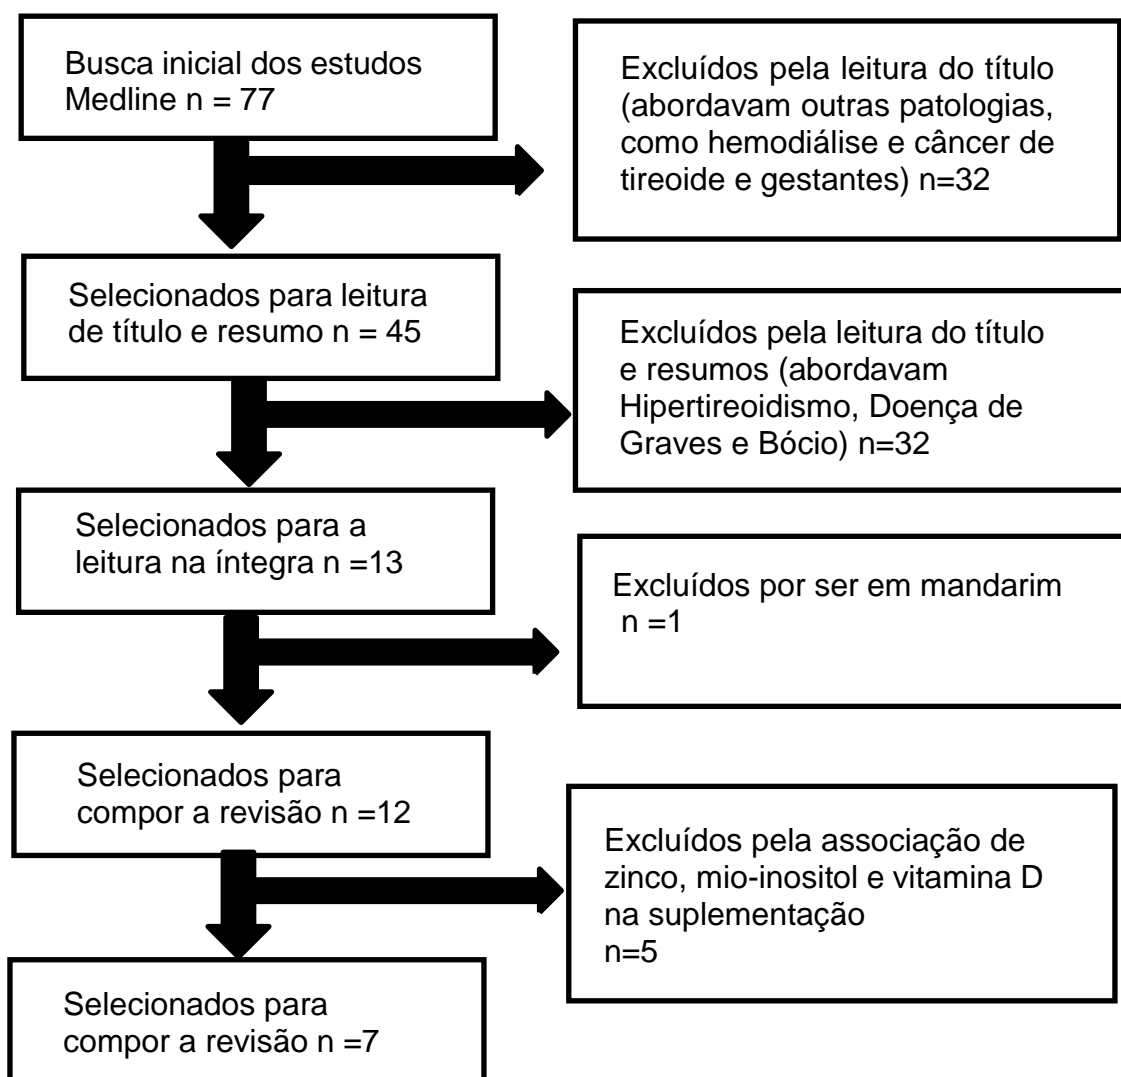 Busca inicial dos estudos
Medline n = 77
Excluídos pela leitura do título
(abordavam outras patologias,
como hemodiálise e câncer de
tireoide e gestantes) n=32
Selecionados para leitura
de título e resumo n = 45
Excluídos pela leitura do título
e resumos (abordavam
Hipertireoidismo, Doença de
Graves e Bócio) n=32
Selecionados para a
leitura na íntegra n =13
Excluídos por ser em mandarim
n =1
Selecionados para
compor a revisão n =12
Excluídos pela associação de
zinco, mio-inositol e vitamina D
na suplementação
n=5
Selecionados para
compor a revisão n =7